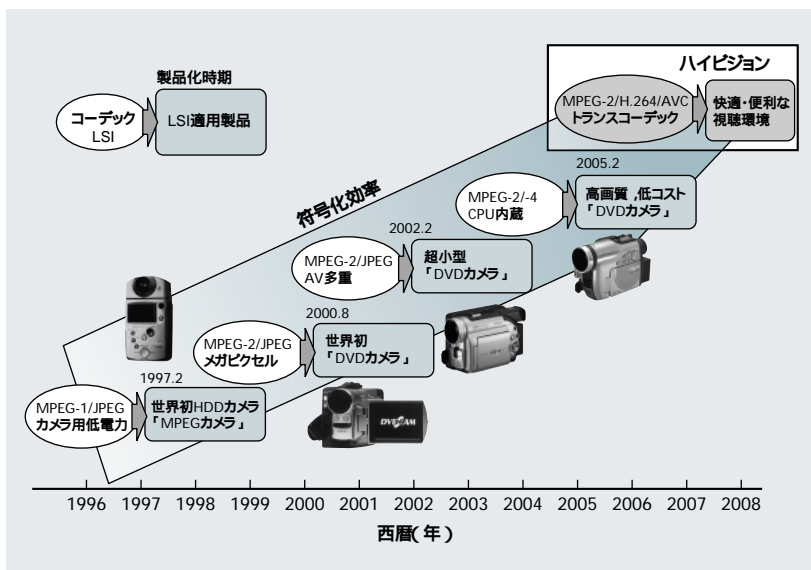 製品化時期
コーデック
LSI
LSI適用製品
ハイビジョン
MPEG-2/H.264/AVC
トランスコーデック
快適・便利な
視聴環境
符号化効率
2005.2
MPEG-2/-4
CPU内蔵
高画質,低コスト
「DVDカメラ」
2002.2
MPEG-2/JPEG
AV多重
超小型
「DVDカメラ」
2000.8
MPEG-2/JPEG
メガピクセル
世界初
「DVDカメラ」
1997.2
MPEG-1/JPEG
カメラ用低電力
世界初HDDカメラ
「MPEGカメラ」
DVDCAM
1996 1997 1998 1999 2000 2001 2002 2003 2004 2005 2006 2007 2008
西暦(年)